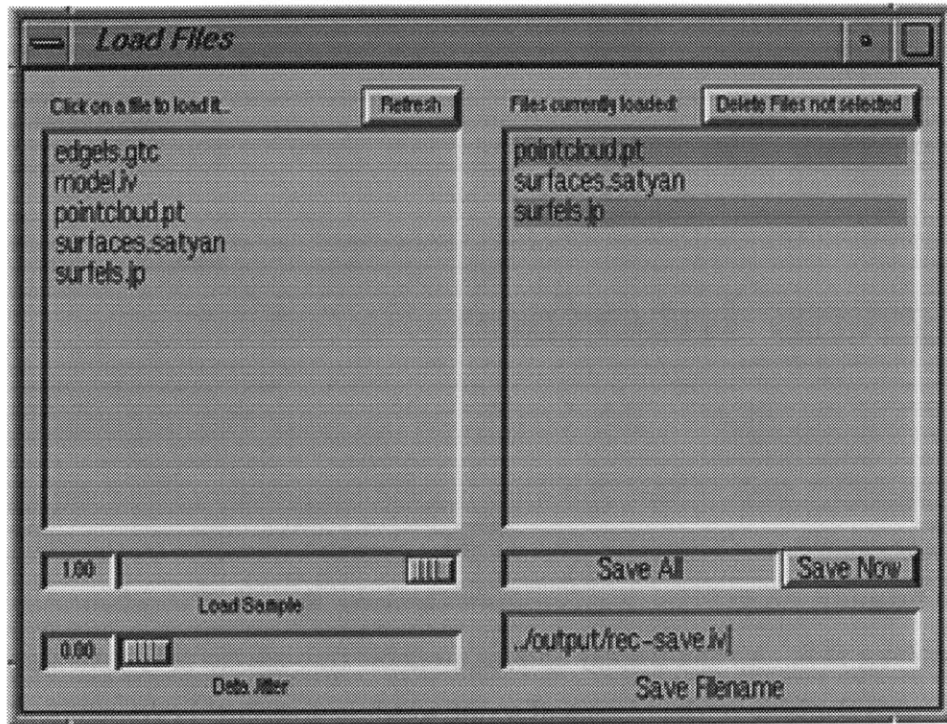 Load Files
Click on a file to load it...
Refresh
edgels.gtc
model.iv
pointcloud.pt
surfaces.satyan
surfels.jp
1.00
Load Sample
0.00
Data Jitter
Files currently loaded:
Delete Files not selected
pointcloud.pt
surfaces.satyan
surfels.jp
Save All
Save Now
../output/rec-save.iv
Save Filename